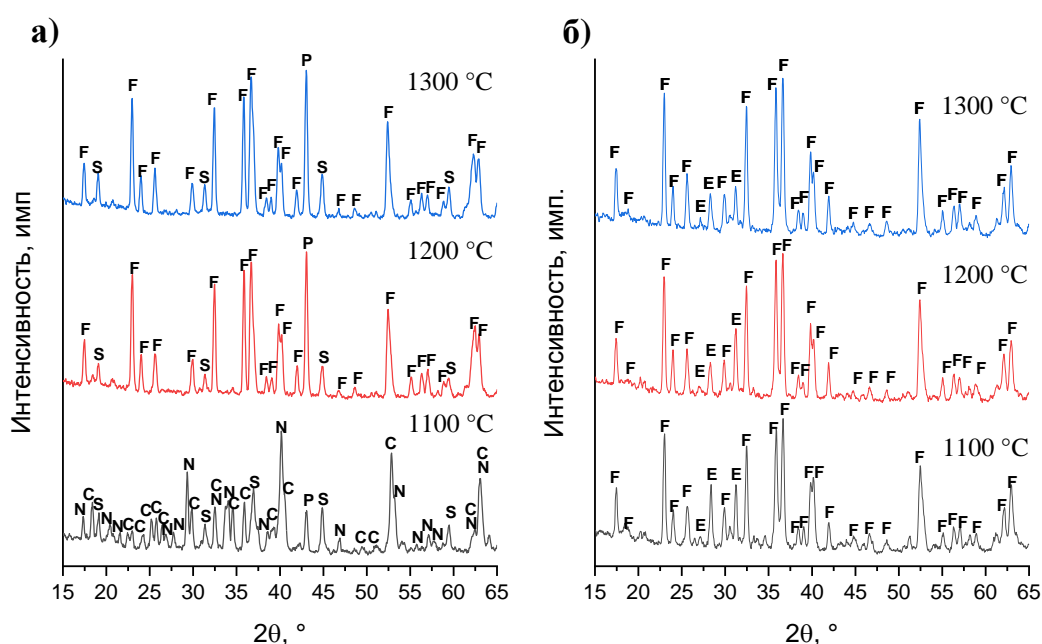 а)
Интенсивность, имп
1300 °C
F S F F F F S F F F F F F F P S F F F F F F F S F F
1200 °C
F S F F F F S F F F F F F F P S F F F F F F F S F F
1100 °C
N C S N N C C C C N N N C S C N N C C S N C N C P S N C C C N N N S C N C N
15 20 25 30 35 40 45 50 55 60 65
2θ, °
б)
Интенсивность, имп.
1300 °C
F F F F F E E F E F F F F F F F F F F F F F F F F F F
1200 °C
F F F F F E E F E F F F F F F F F F F F F F F F F F
1100 °C
F F F F F E E F E F F F F F F F F F F F F F F F F F F
15 20 25 30 35 40 45 50 55 60 65
2θ, °